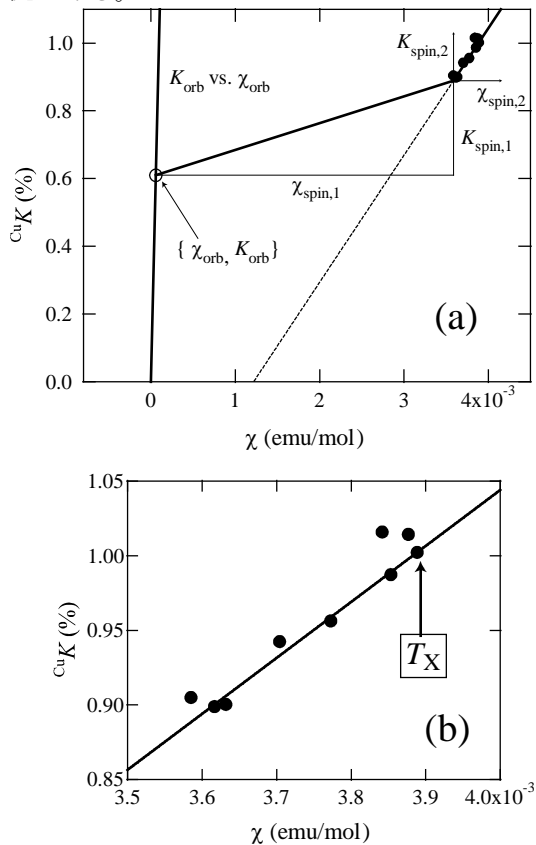 1.0
0.8
0.6
0.4
0.2
0.0
CuK (%)
Korb vs. χorb
Kspin,2
χspin,2
Kspin,1
χspin,1
{ χorb, Korb}
(a)
0 1 2 3 4x10-3
χ (emu/mol)
1.05
1.00
0.95
0.90
0.85
CuK (%)
TX
(b)
3.5 3.6 3.7 3.8 3.9 4.0x10-3
χ (emu/mol)